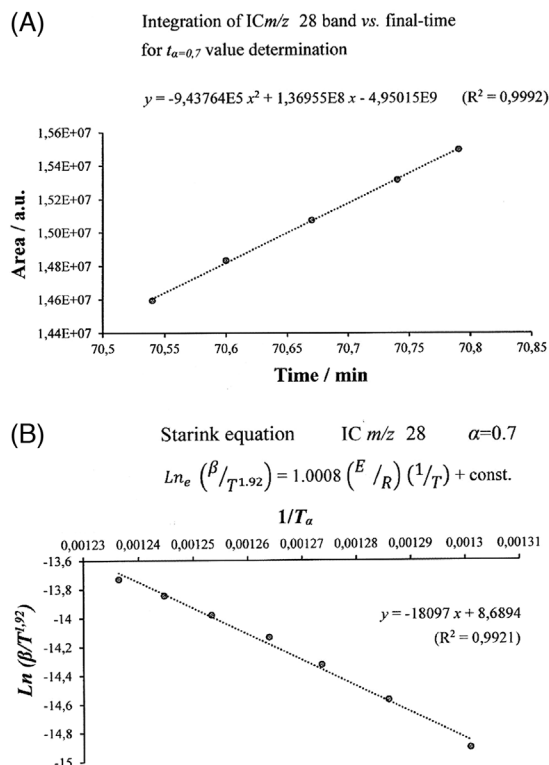 (A)
Integration of ICm/z 28 band vs. final-time
for tα=0,7 value determination
y = -9,43764E5 x² + 1,36955E8 x - 4,95015E9 (R² = 0,9992)
1,56E+07
1,54E+07
1,52E+07
1,50E+07
1,48E+07
1,46E+07
1,44E+07
Area / a.u.
70,5 70,55 70,6 70,65 70,7 70,75 70,8 70,85
Time / min
(B)
Starink equation IC m/z 28 α=0.7
Lnₑ (β/T^1.92) = 1.0008 (E/R) (1/T) + const.
1/Tα
0,00123 0,00124 0,00125 0,00126 0,00127 0,00128 0,00129 0,0013 0,00131
-13,6
-13,8
-14
-14,2
-14,4
-14,6
-14,8
-15
Ln (β/T^1,92)
y = -18097 x + 8,6894
(R² = 0,9921)